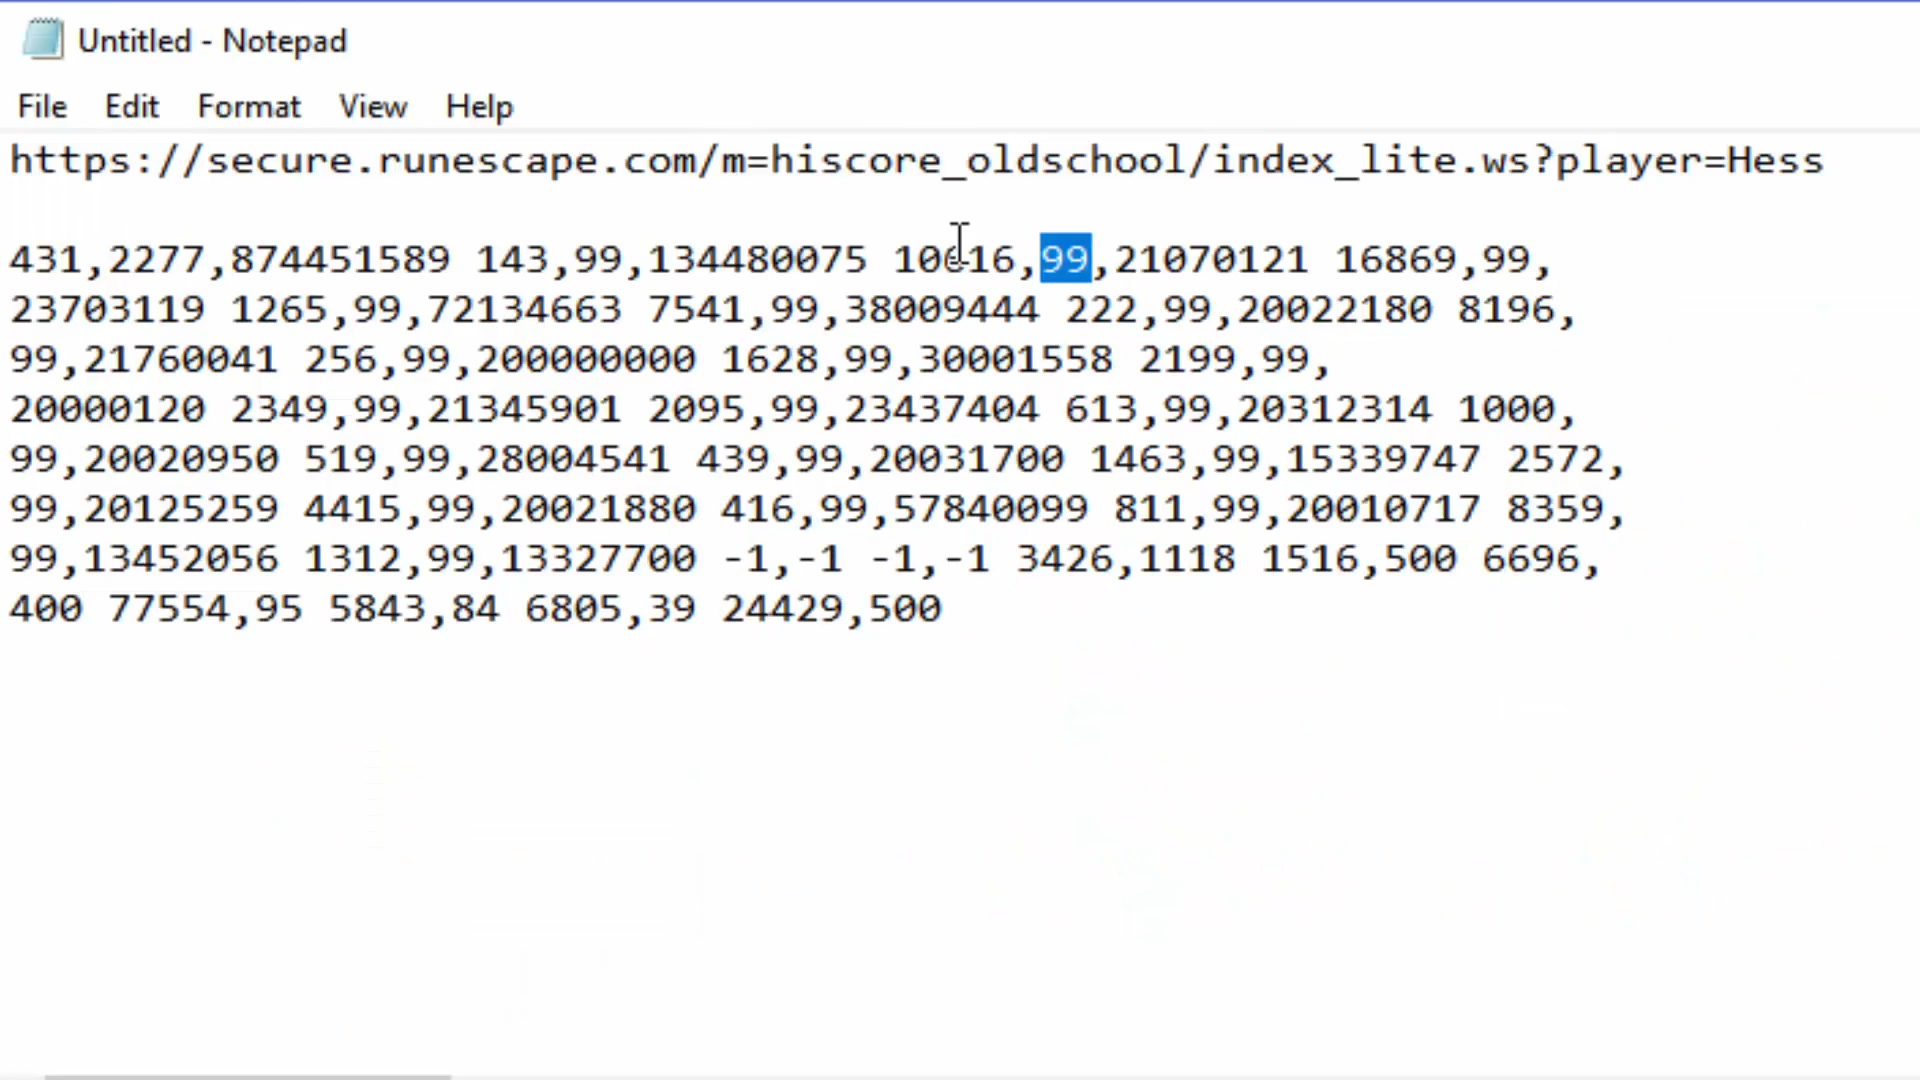 Untitled - Notepad
File Edit Format View Help
https://secure.runescape.com/m=hiscore_oldschool/index_lite.ws?player=Hess
431,2277,874451589 143,99,134480075 10616,99,21070121 16869,99,
23703119 1265,99,72134663 7541,99,38009444 222,99,20022180 8196,
99,21760041 256,99,200000000 1628,99,30001558 2199,99,
20000120 2349,99,21345901 2095,99,23437404 613,99,20312314 1000,
99,20020950 519,99,28004541 439,99,20031700 1463,99,15339747 2572,
99,20125259 4415,99,20021880 416,99,57840099 811,99,20010717 8359,
99,13452056 1312,99,13327700 -1,-1 -1,-1 3426,1118 1516,500 6696,
400 77554,95 5843,84 6805,39 24429,500